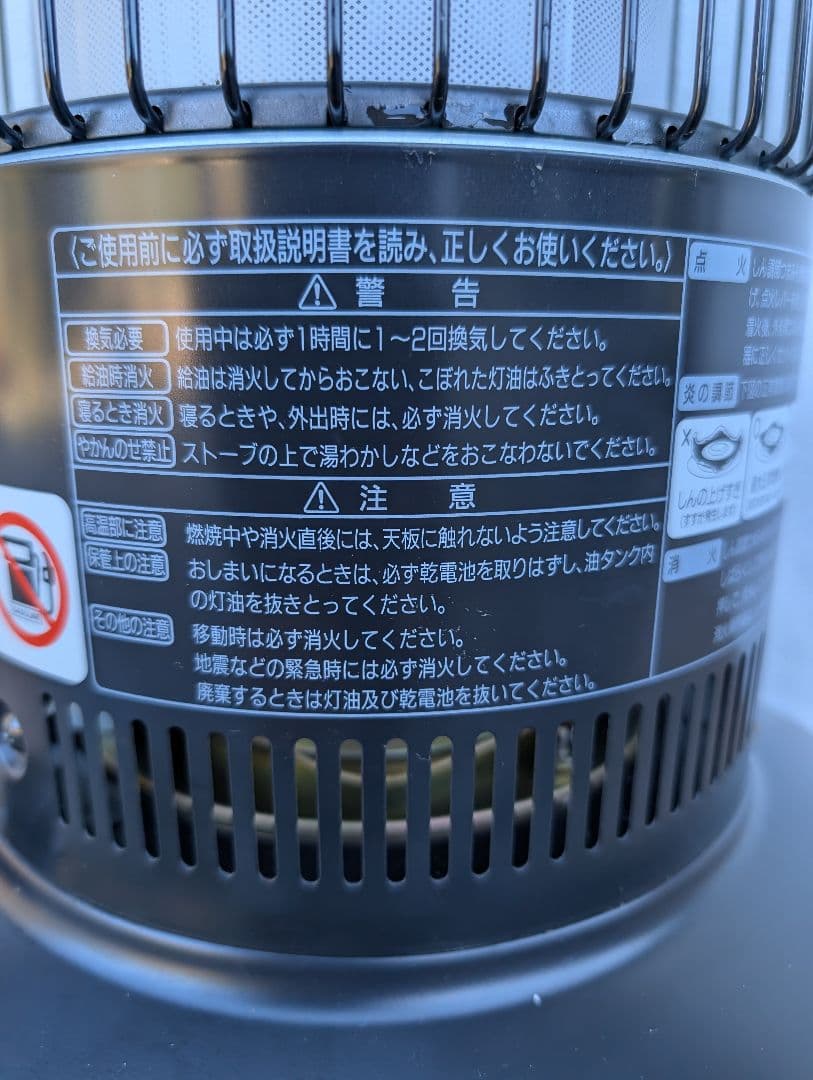 〈ご使用前に必ず取扱説明書を読み、正しくお使いください。〉
警告
換気必要 使用中は必ず1時間に1〜2回換気してください。
給油時消火 給油は消火してからおこない、こぼれた灯油はふきとってください。
寝るとき消火 寝るときや、外出時には、必ず消火してください。
やかんのせ禁止 ストーブの上で湯わかしなどをおこなわないでください。
注意
高温部に注意 燃焼中や消火直後には、天板に触れないよう注意してください。
保管上の注意 おしまいになるときは、必ず乾電池を取りはずし、油タンク内
の灯油を抜きとってください。
その他の注意 移動時は必ず消火してください。
地震などの緊急時には必ず消火してください。
廃棄するときは灯油及び乾電池を抜いてください。
点火
炎の調節
しんの上げすぎ
(すすが発生します)
消火